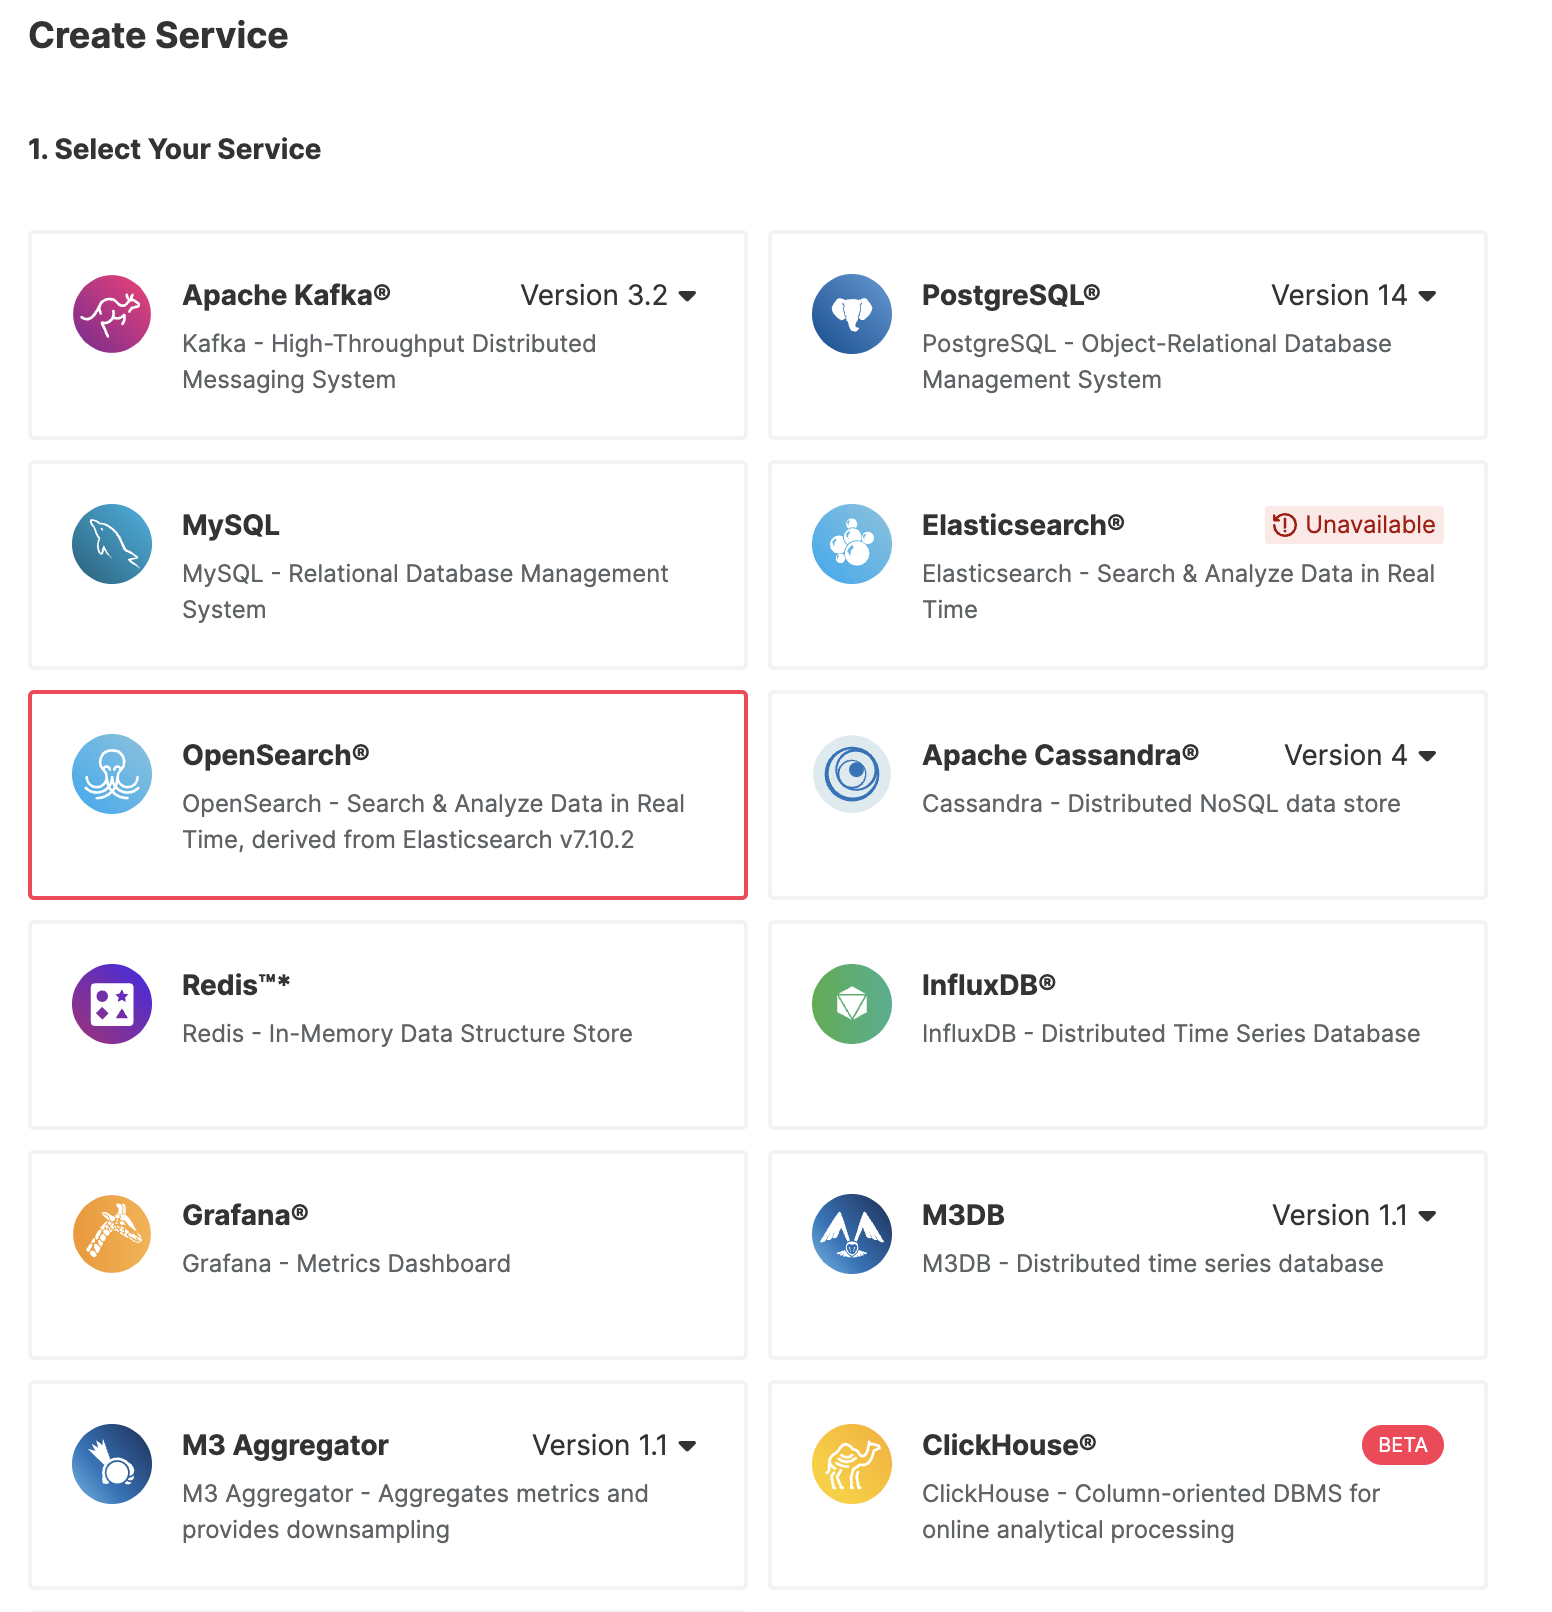 Create Service
1. Select Your Service
Apache Kafka®
Version 3.2
Kafka - High-Throughput Distributed
Messaging System
PostgreSQL®
Version 14
PostgreSQL - Object-Relational Database
Management System
MySQL
MySQL - Relational Database Management
System
Elasticsearch®
Unavailable
Elasticsearch - Search & Analyze Data in Real
Time
OpenSearch®
OpenSearch - Search & Analyze Data in Real
Time, derived from Elasticsearch v7.10.2
Apache Cassandra®
Version 4
Cassandra - Distributed NoSQL data store
Redis™*
Redis - In-Memory Data Structure Store
InfluxDB®
InfluxDB - Distributed Time Series Database
Grafana®
Grafana - Metrics Dashboard
M3DB
Version 1.1
M3DB - Distributed time series database
M3 Aggregator
Version 1.1
M3 Aggregator - Aggregates metrics and
provides downsampling
ClickHouse®
BETA
ClickHouse - Column-oriented DBMS for
online analytical processing